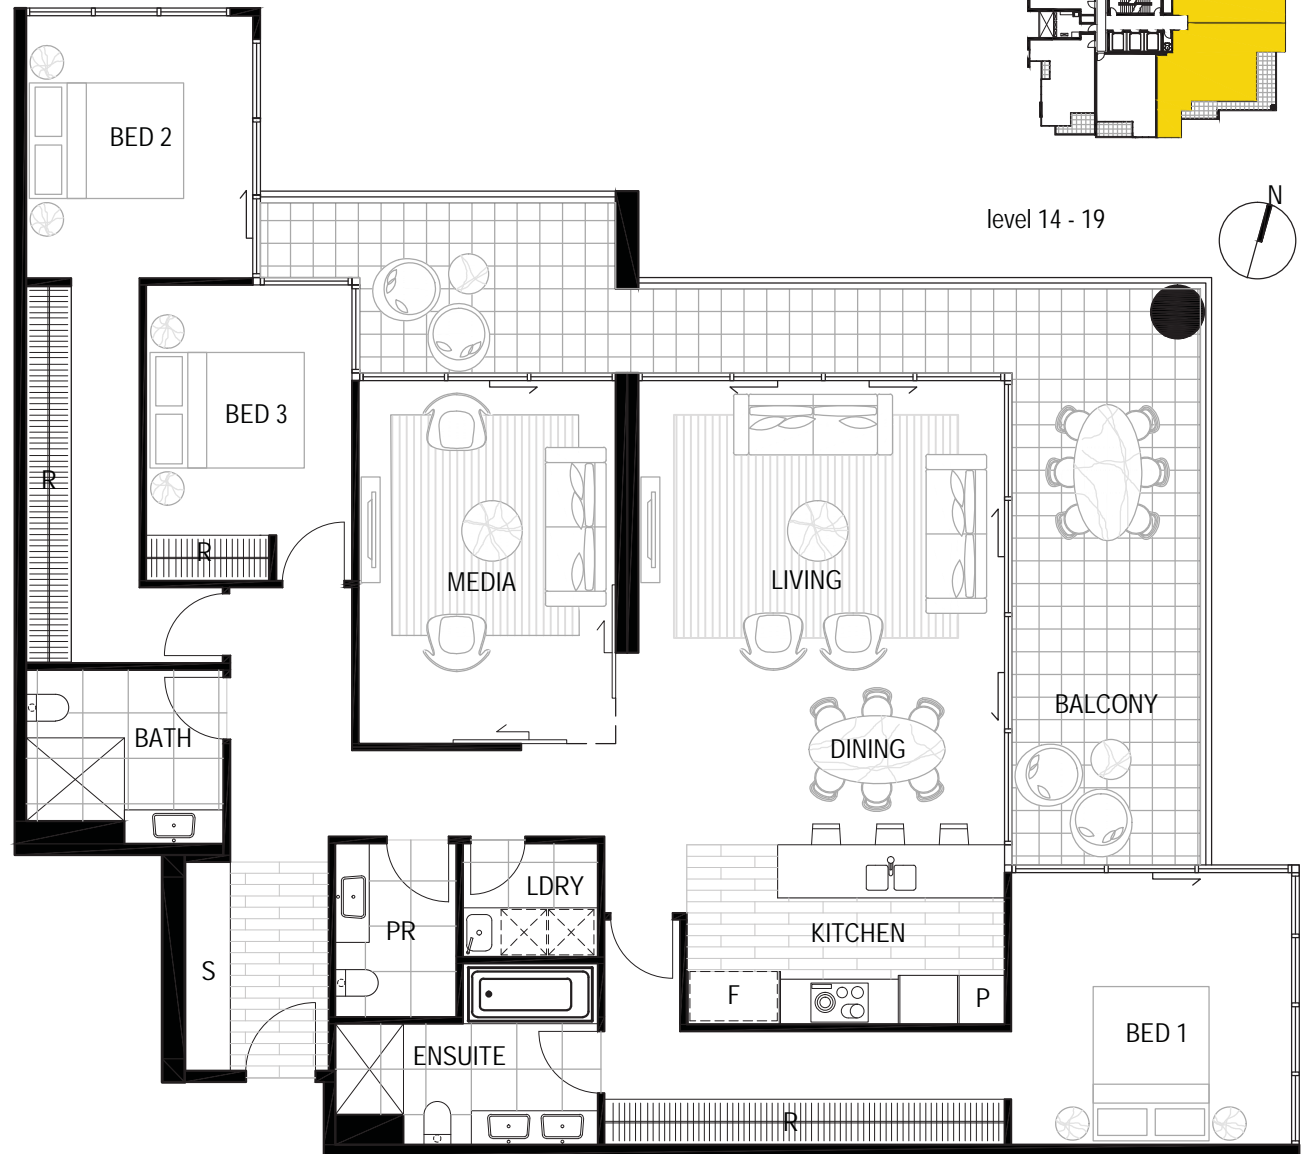 N
level 14 - 19
BED 2
BED 3
R
R
MEDIA
LIVING
BALCONY
BATH
DINING
LDRY
PR
KITCHEN
S
F
P
BED 1
ENSUITE
R